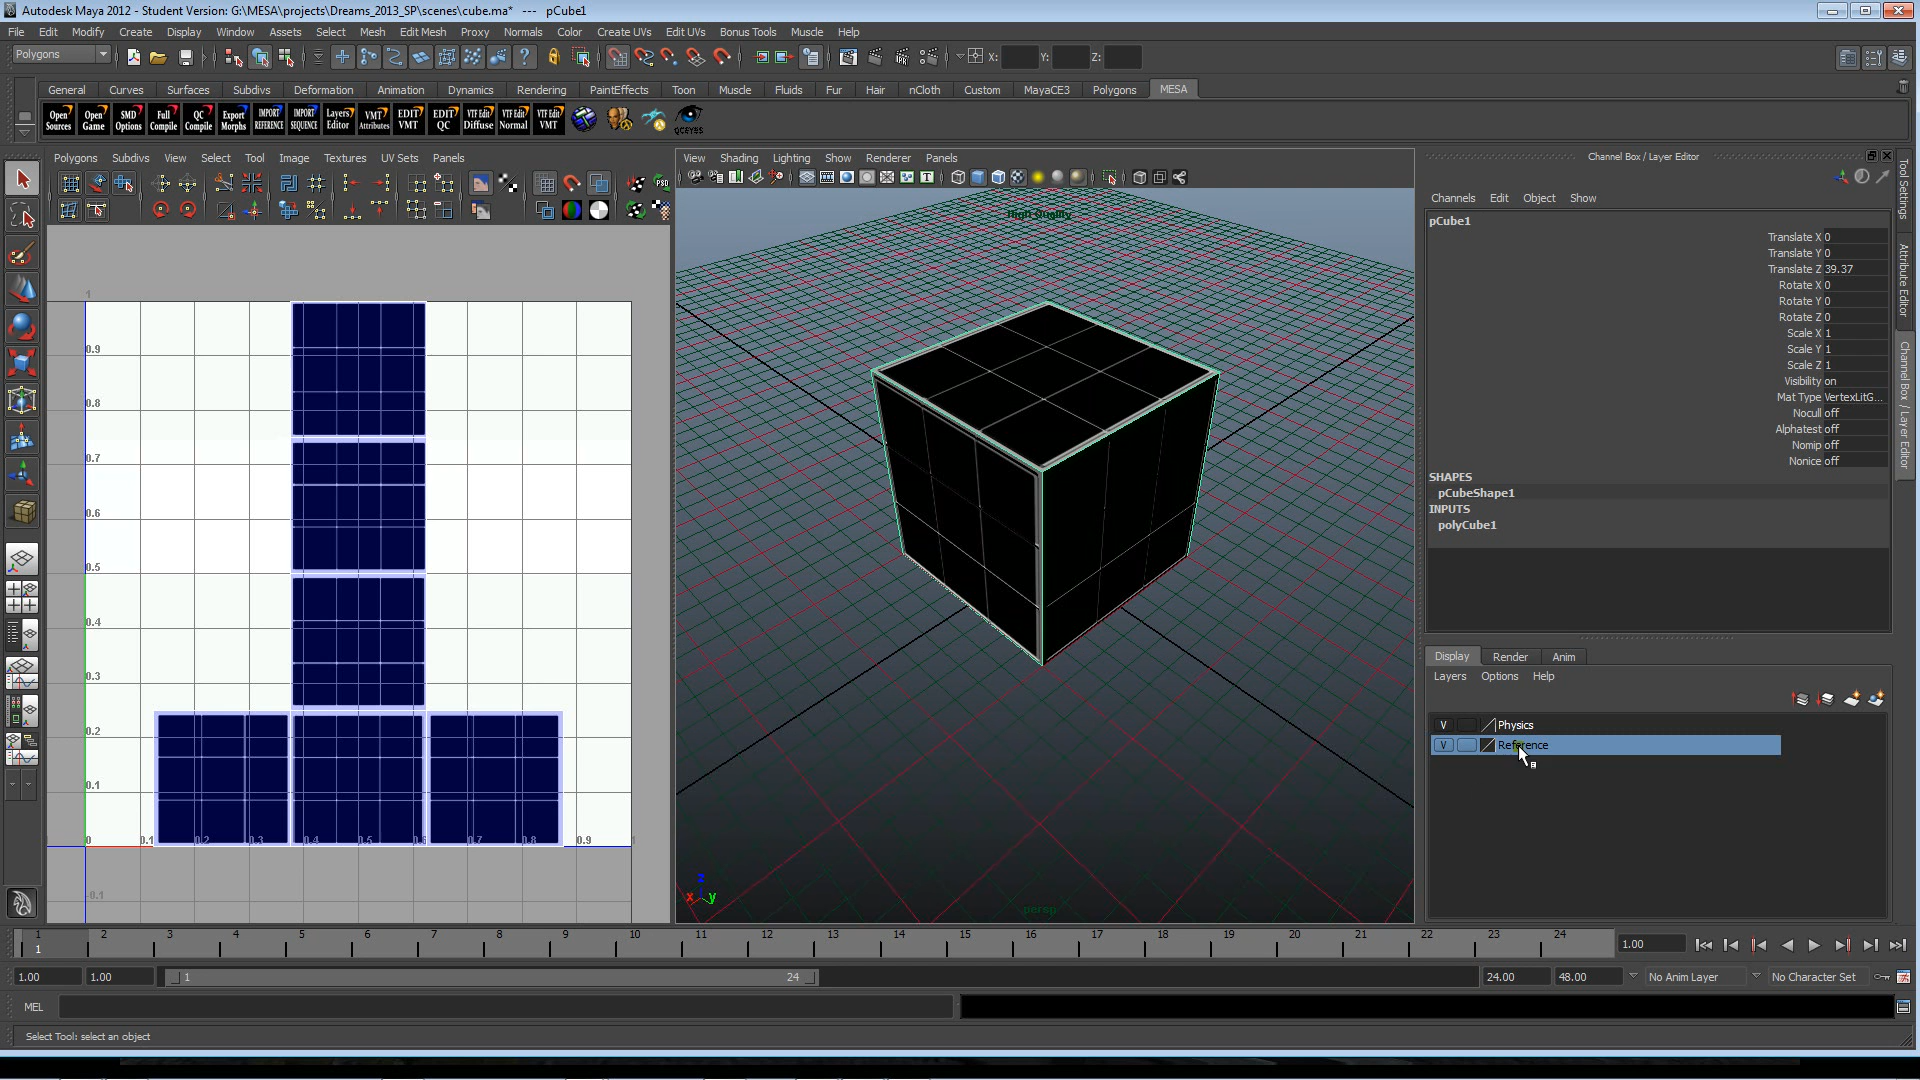 Autodesk Maya 2012 - Student Version: G:\MESA\projects\Dreams_2013_SP\scenes\cube.ma* --- pCube1
File Edit Modify Create Display Window Assets Select Mesh Edit Mesh Proxy Normals Color Create UVs Edit UVs Bonus Tools Muscle Help
Polygons X: Y: Z:
General Curves Surfaces Subdivs Deformation Animation Dynamics Rendering PaintEffects Toon Muscle Fluids Fur Hair nCloth Custom MayaCE3 Polygons MESA
Open Sources Open Game SMD Options Full Compile QC Compile Export Morphs IMPORT REFERENCE IMPORT SEQUENCE Layers Editor VMT Attributes EDIT VMT EDIT QC VTF Edit Diffuse VTF Edit Normal VTF Edit VMT QCEYES
Polygons Subdivs View Select Tool Image Textures UV Sets Panels
View Shading Lighting Show Renderer Panels
Channel Box / Layer Editor
Channels Edit Object Show
High Quality
pCube1
Translate X 0
Translate Y 0
Translate Z 39.37
Rotate X 0
Rotate Y 0
Rotate Z 0
Scale X 1
Scale Y 1
Scale Z 1
Visibility on
Mat Type VertexLitG...
Nocull off
Alphatest off
Nomip off
Nonice off
SHAPES
pCubeShape1
INPUTS
polyCube1
Tool Settings
Attribute Editor
Channel Box / Layer Editor
1
0.9
0.8
0.7
0.6
0.5
0.4
0.3
0.2
0.1
0 0.1 0.2 0.3 0.4 0.5 0.6 0.7 0.8 0.9 1
-0.1
z
x y
persp
Display Render Anim
Layers Options Help
V Physics
V Reference
1 2 3 4 5 6 7 8 9 10 11 12 13 14 15 16 17 18 19 20 21 22 23 24
1
1.00
1.00 1.00 1 24 24.00 48.00 No Anim Layer No Character Set
MEL
Select Tool: select an object